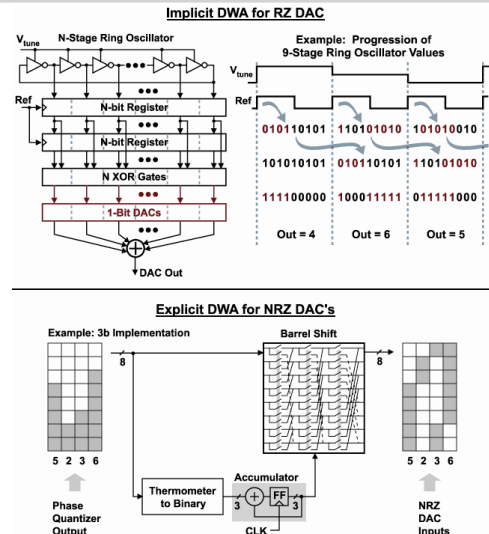 Implicit DWA for RZ DAC
N-Stage Ring Oscillator
Vtune
Ref
N-bit Register
N-bit Register
N XOR Gates
1-Bit DACs
DAC Out
Example: Progression of
9-Stage Ring Oscillator Values
Vtune
Ref
010110101 110101010 101010010
101010101 010110101 110101010
111100000 100011111 011111000
Out = 4 Out = 6 Out = 5
Explicit DWA for NRZ DAC's
Example: 3b Implementation
Barrel Shift
8
8
5 2 3 6
5 2 3 6
Thermometer
to Binary
Accumulator
3
FF
3
CLK
Phase
Quantizer
Output
NRZ
DAC
Inputs